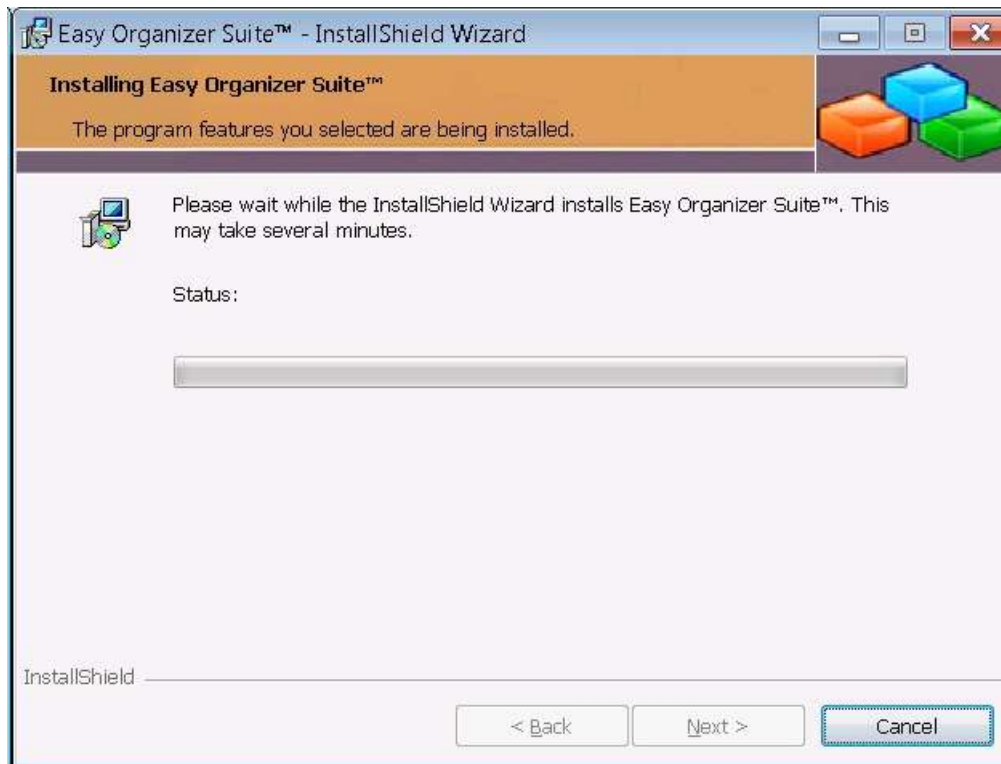 Easy Organizer Suite™ - InstallShield Wizard
Installing Easy Organizer Suite™
The program features you selected are being installed.
Please wait while the InstallShield Wizard installs Easy Organizer Suite™. This
may take several minutes.
Status:
InstallShield
< Back
Next >
Cancel